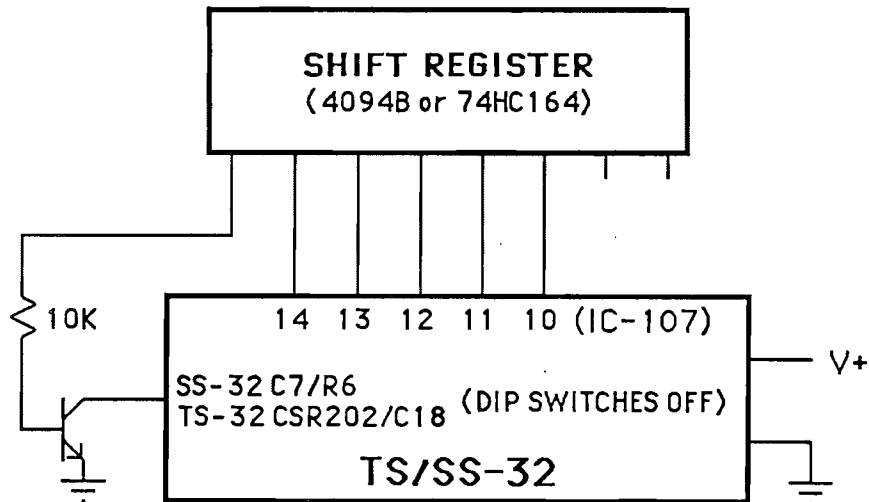 SHIFT REGISTER
(4094B or 74HC164)
10K
14 13 12 11 10 (IC-107)
V+
SS-32 C7/R6
TS-32 CSR202/C18
(DIP SWITCHES OFF)
TS/SS-32